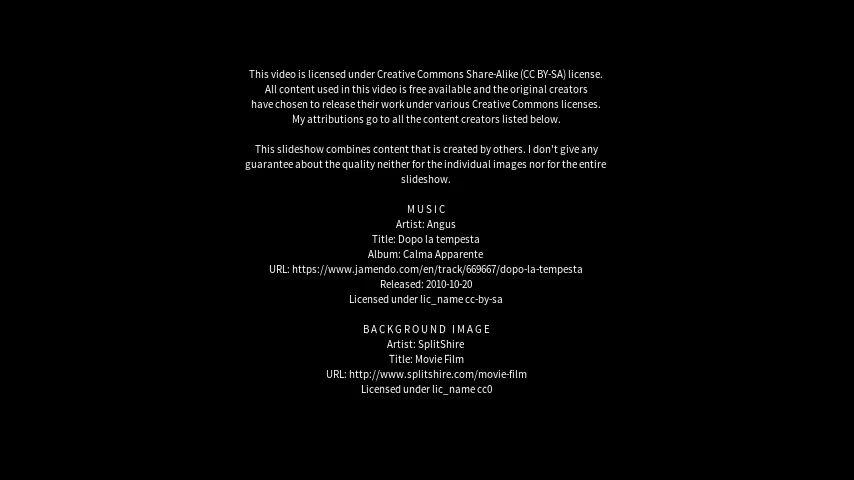 This video is licensed under Creative Commons Share-Alike (CC BY-SA) license.
All content used in this video is free available and the original creators
have chosen to release their work under various Creative Commons licenses.
My attributions go to all the content creators listed below.
This slideshow combines content that is created by others. I don't give any
guarantee about the quality neither for the individual images nor for the entire
slideshow.
MUSIC
Artist: Angus
Title: Dopo la tempesta
Album: Calma Apparente
URL: https://www.jamendo.com/en/track/669667/dopo-la-tempesta
Released: 2010-10-20
Licensed under lic_name cc-by-sa
BACKGROUND IMAGE
Artist: SplitShire
Title: Movie Film
URL: http://www.splitshire.com/movie-film
Licensed under lic_name cc0